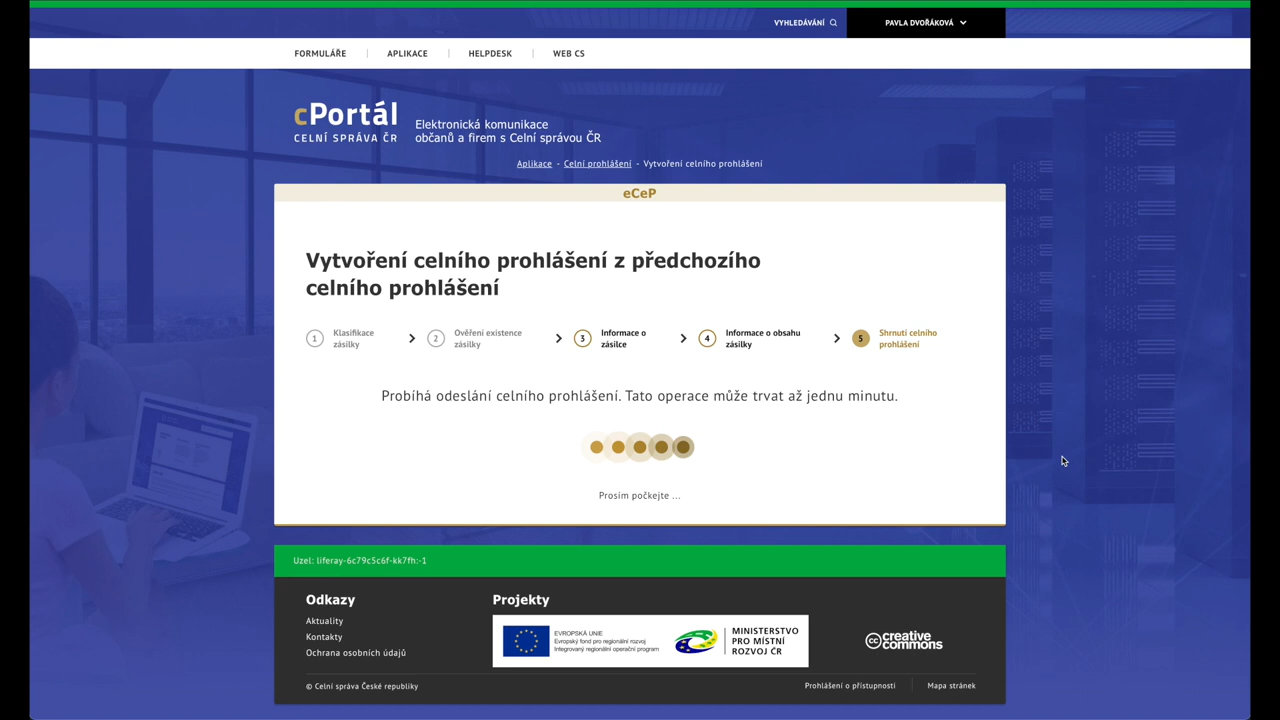 VYHLEDÁVÁNÍ
PAVLA DVOŘÁKOVÁ
FORMULÁŘE
APLIKACE
HELPDESK
WEB CS
cPortál
CELNÍ SPRÁVA ČR
Elektronická komunikace
občanů a firem s Celní správou ČR
Aplikace - Celní prohlášení - Vytvoření celního prohlášení
eCeP
Vytvoření celního prohlášení z předchozího
celního prohlášení
1 Klasifikace
zásilky
2 Ověření existence
zásilky
3 Informace o
zásilce
4 Informace o obsahu
zásilky
5 Shrnutí celního
prohlášení
Probíhá odeslání celního prohlášení. Tato operace může trvat až jednu minutu.
Prosím počkejte ...
Uzel: liferay-6c79c5c6f-kk7fh:-1
Odkazy
Aktuality
Kontakty
Ochrana osobních údajů
Projekty
EVROPSKÁ UNIE
Evropský fond pro regionální rozvoj
Integrovaný regionální operační program
MINISTERSTVO
PRO MÍSTNÍ
ROZVOJ ČR
cc creative
commons
© Celní správa České republiky
Prohlášení o přístupnosti
Mapa stránek